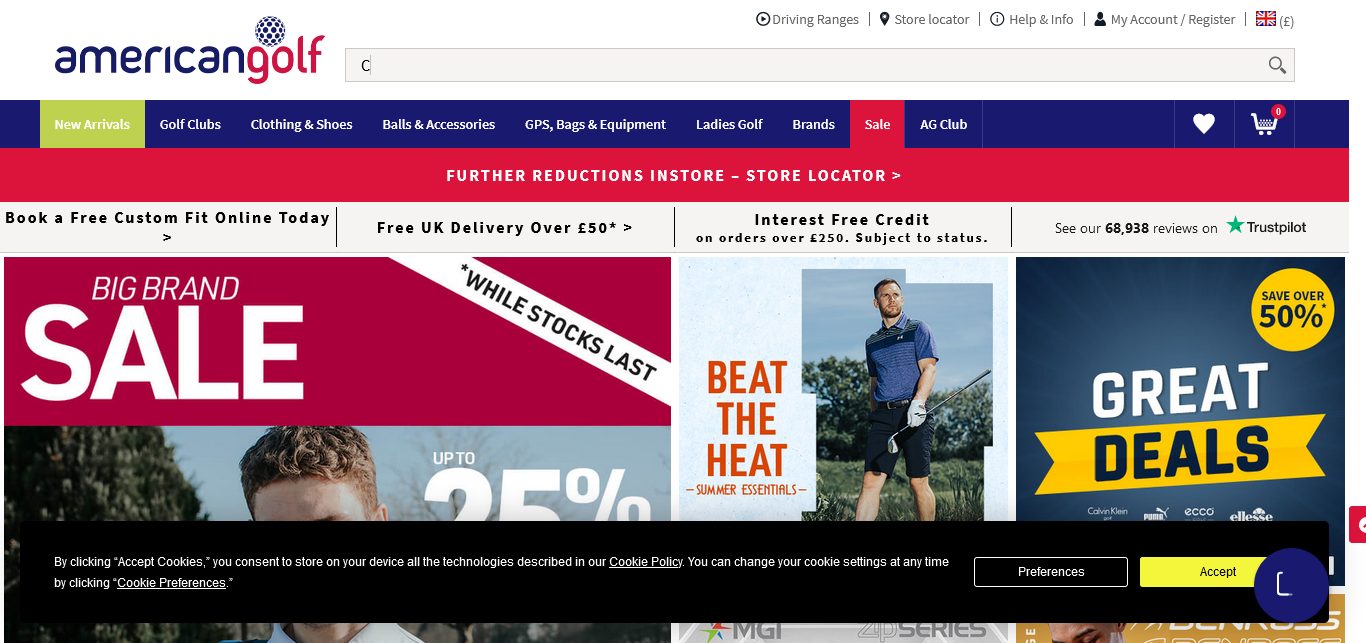 Driving Ranges
Store locator
Help & Info
My Account / Register
(£)
americangolf
C
0
New Arrivals
Golf Clubs
Clothing & Shoes
Balls & Accessories
GPS, Bags & Equipment
Ladies Golf
Brands
Sale
AG Club
FURTHER REDUCTIONS INSTORE – STORE LOCATOR >
Book a Free Custom Fit Online Today
>
Free UK Delivery Over £50* >
Interest Free Credit
on orders over £250. Subject to status.
See our 68,938 reviews on Trustpilot
BIG BRAND
SALE
*WHILE STOCKS LAST
UP TO
25%
BEAT
THE
HEAT
SUMMER ESSENTIALS
SAVE OVER
50%*
GREAT
DEALS
Calvin Klein
golf
PUMA
ecco
ellesse
By clicking “Accept Cookies,” you consent to store on your device all the technologies described in our Cookie Policy. You can change your cookie settings at any time
by clicking “Cookie Preferences.”
Preferences
Accept
MGI
SERIES
BENROSS